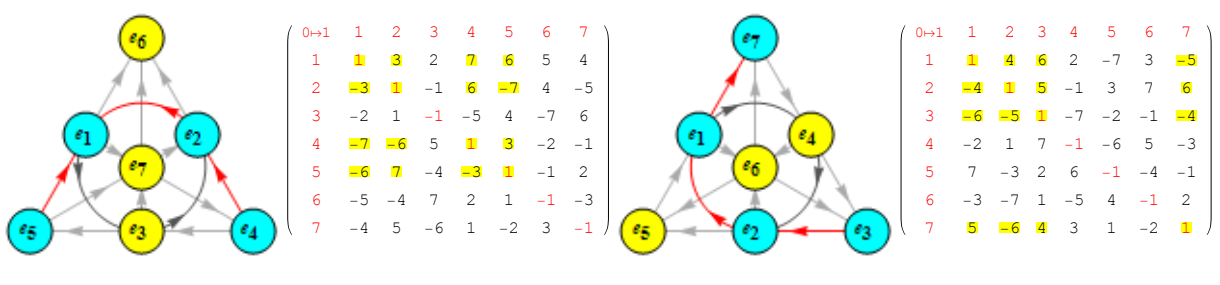 e6
e1
e2
e7
e5
e3
e4
0↦1 1 2 3 4 5 6 7
1 1 3 2 7 6 5 4
2 -3 1 -1 6 -7 4 -5
3 -2 1 -1 -5 4 -7 6
4 -7 -6 5 1 3 -2 -1
5 -6 7 -4 -3 1 -1 2
6 -5 -4 7 2 1 -1 -3
7 -4 5 -6 1 -2 3 -1
e7
e1
e4
e6
e5
e2
e3
0↦1 1 2 3 4 5 6 7
1 1 4 6 2 -7 3 -5
2 -4 1 5 -1 3 7 6
3 -6 -5 1 -7 -2 -1 -4
4 -2 1 7 -1 -6 5 -3
5 7 -3 2 6 -1 -4 -1
6 -3 -7 1 -5 4 -1 2
7 5 -6 4 3 1 -2 1